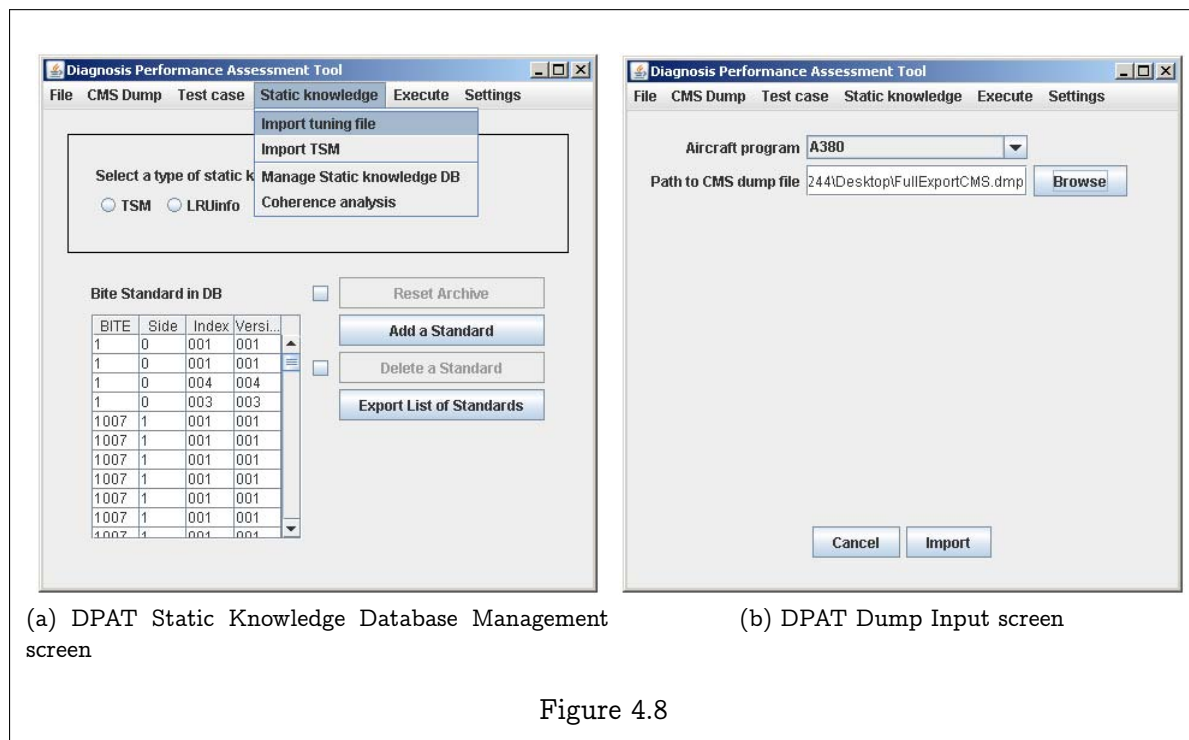 Diagnosis Performance Assessment Tool
File CMS Dump Test case Static knowledge Execute Settings
Import tuning file
Import TSM
Manage Static knowledge DB
Coherence analysis
Select a type of static k
TSM LRUinfo
Bite Standard in DB
Reset Archive
Add a Standard
Delete a Standard
Export List of Standards
BITE Side Index Versi...
1 0 001 001
1 0 001 001
1 0 004 004
1 0 003 003
1007 1 001 001
1007 1 001 001
1007 1 001 001
1007 1 001 001
1007 1 001 001
1007 1 001 001
1007 1 001 001
(a) DPAT Static Knowledge Database Management
screen
Diagnosis Performance Assessment Tool
File CMS Dump Test case Static knowledge Execute Settings
Aircraft program A380
Path to CMS dump file 244\Desktop\FullExportCMS.dmp Browse
Cancel Import
(b) DPAT Dump Input screen
Figure 4.8